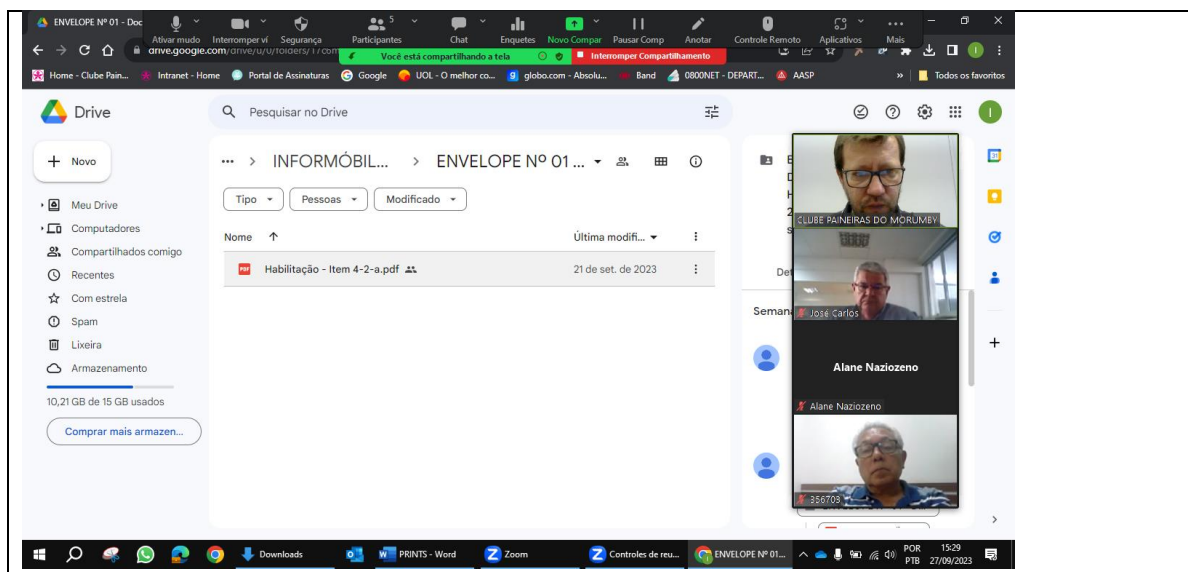 ENVELOPE Nº 01 - Doc
Ativar mudo
Interromper ví
Segurança
5
Participantes
Chat
Enquetes
Novo Compar
Pausar Comp
Anotar
Controle Remoto
Aplicativos
Mais
Você está compartilhando a tela
Interromper Compartilhamento
Home - Clube Pain...
Intranet - Home
Portal de Assinaturas
Google
UOL - O melhor co...
globo.com - Absolu...
Band
0800NET - DEPART...
AASP
»
Todos os favoritos
Drive
Pesquisar no Drive
I
Novo
... > INFORMÓBIL... > ENVELOPE Nº 01 ...
Tipo
Pessoas
Modificado
Meu Drive
Computadores
Compartilhados comigo
Recentes
Com estrela
Spam
Lixeira
Armazenamento
10,21 GB de 15 GB usados
Comprar mais armazen...
Nome
Última modifi...
PDF
Habilitação - Item 4-2-a.pdf
21 de set. de 2023
Det
Semana
CLUBE PAINEIRAS DO MORUMBY
José Carlos
Alane Naziozeno
Alane Naziozeno
356703
31
Downloads
PRINTS - Word
Zoom
Controles de reu...
ENVELOPE Nº 01...
POR
PTB
15:29
27/09/2023